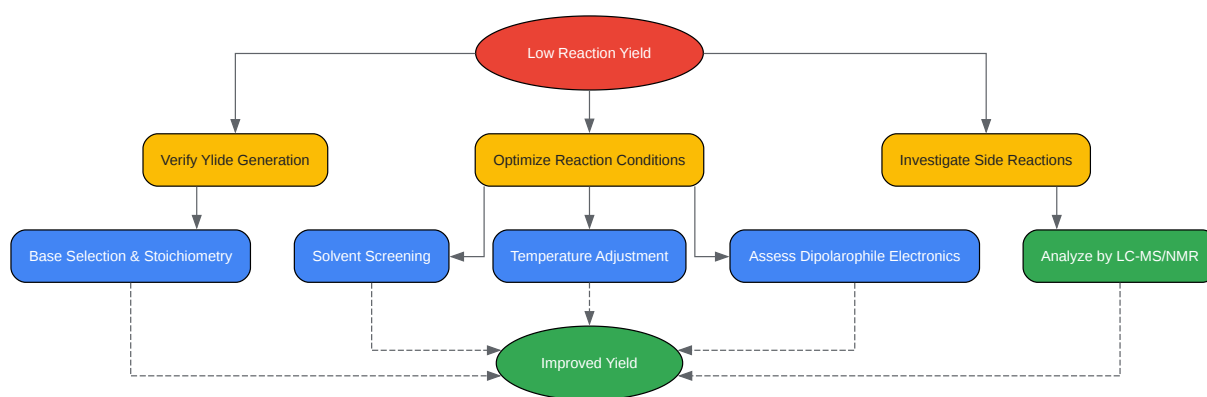 Low Reaction Yield
Verify Ylide Generation
Optimize Reaction Conditions
Investigate Side Reactions
Base Selection & Stoichiometry
Solvent Screening
Temperature Adjustment
Assess Dipolarophile Electronics
Analyze by LC-MS/NMR
Improved Yield